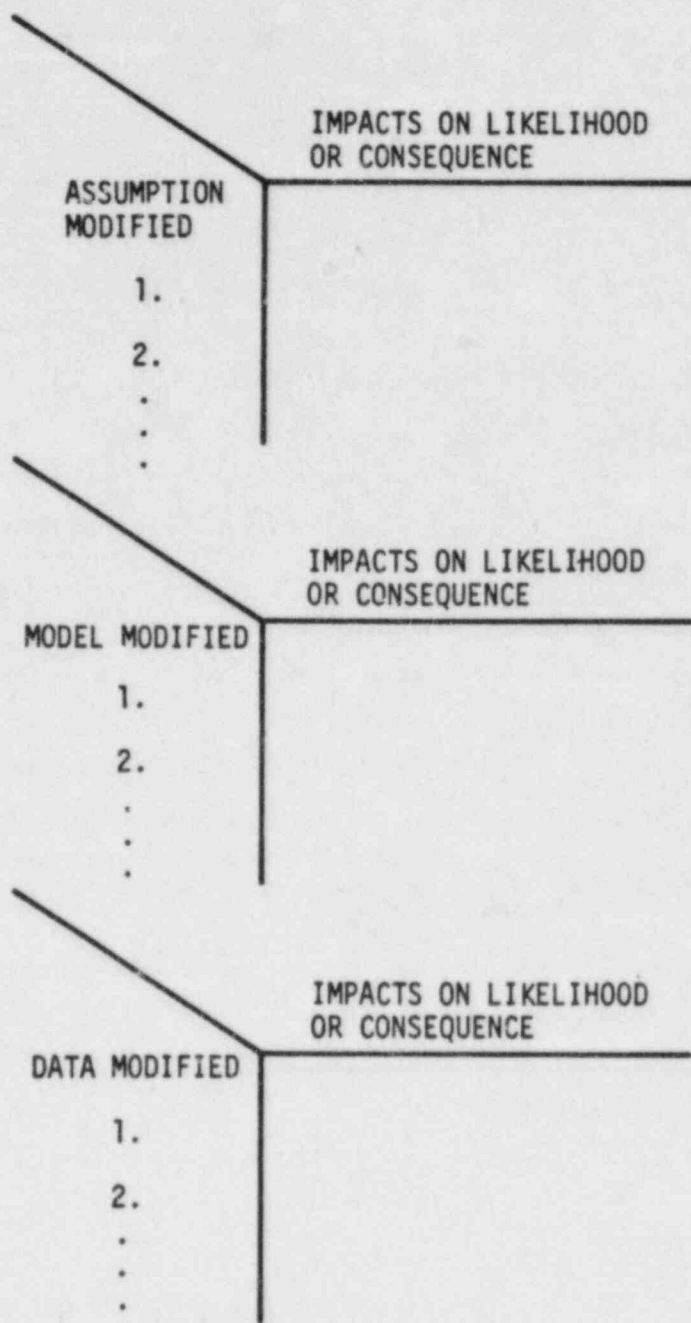 IMPACTS ON LIKELIHOOD
OR CONSEQUENCE
ASSUMPTION
MODIFIED
1.
2.
.
.
.
IMPACTS ON LIKELIHOOD
OR CONSEQUENCE
MODEL MODIFIED
1.
2.
.
.
.
IMPACTS ON LIKELIHOOD
OR CONSEQUENCE
DATA MODIFIED
1.
2.
.
.
.